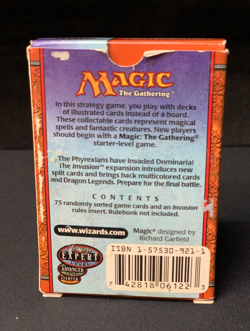 MAGIC
The Gathering®
In this strategy game, you play with decks
of illustrated cards instead of a board.
These collectable cards represent magical
spells and fantastic creatures. New players
should begin with a Magic: The Gathering®
starter-level game.
The Phyrexians have invaded Dominaria!
The Invasion™ expansion introduces new
split cards and brings back multicolored cards
and Dragon Legends. Prepare for the final battle.
CONTENTS
75 randomly sorted game cards and an Invasion
rules insert. Rulebook not included.
www.wizards.com
Magic® designed by
Richard Garfield
EXPERT
ADVANCED
STARTER
ISBN 1-57530-921-1
7 42818 06122 3